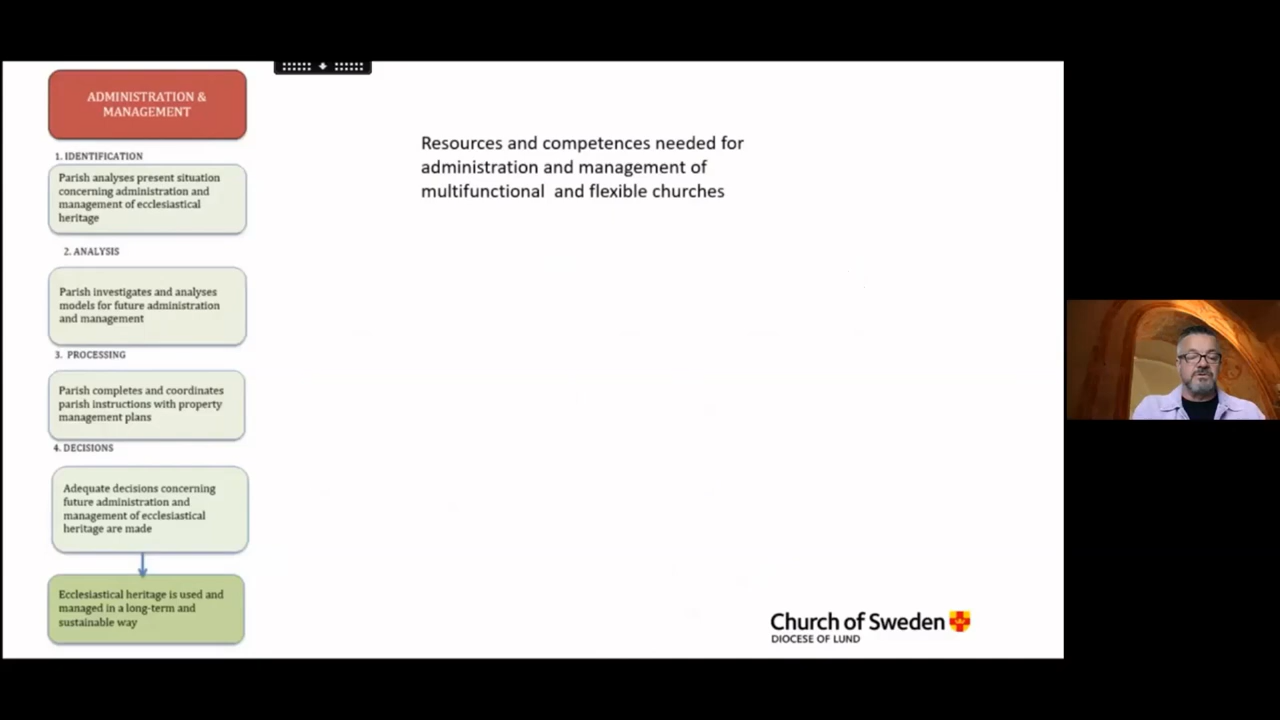 ADMINISTRATION &
MANAGEMENT
1. IDENTIFICATION
Parish analyses present situation
concerning administration and
management of ecclesiastical
heritage
2. ANALYSIS
Parish investigates and analyses
models for future administration
and management
3. PROCESSING
Parish completes and coordinates
parish instructions with property
management plans
4. DECISIONS
Adequate decisions concerning
future administration and
management of ecclesiastical
heritage are made
Ecclesiastical heritage is used and
managed in a long-term and
sustainable way
Resources and competences needed for
administration and management of
multifunctional and flexible churches
Church of Sweden
DIOCESE OF LUND